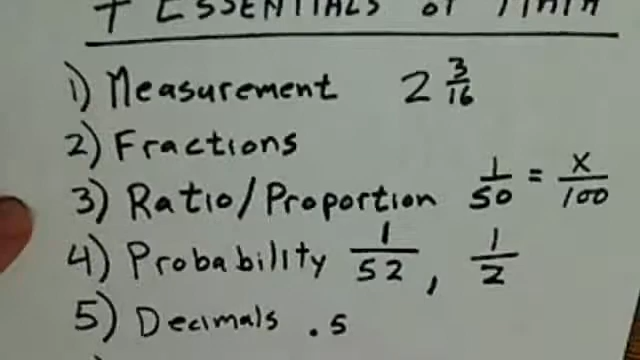 7 ESSENTIALS of MATH
1) Measurement 2 3/16
2) Fractions
3) Ratio/Proportion 1/50 = x/100
4) Probability 1/52, 1/2
5) Decimals .5